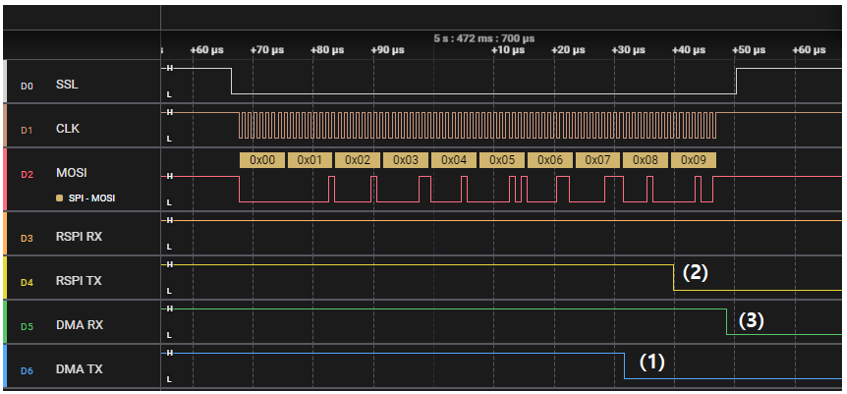 5 s : 472 ms : 700 µs
s +60 µs +70 µs +80 µs +90 µs +10 µs +20 µs +30 µs +40 µs +50 µs +60 µs
D0 SSL H
L
D1 CLK H
L
0x00 0x01 0x02 0x03 0x04 0x05 0x06 0x07 0x08 0x09
D2 MOSI H
SPI - MOSI L
D3 RSPI RX H
L
D4 RSPI TX H (2)
L
D5 DMA RX H (3)
L
D6 DMA TX H (1)
L